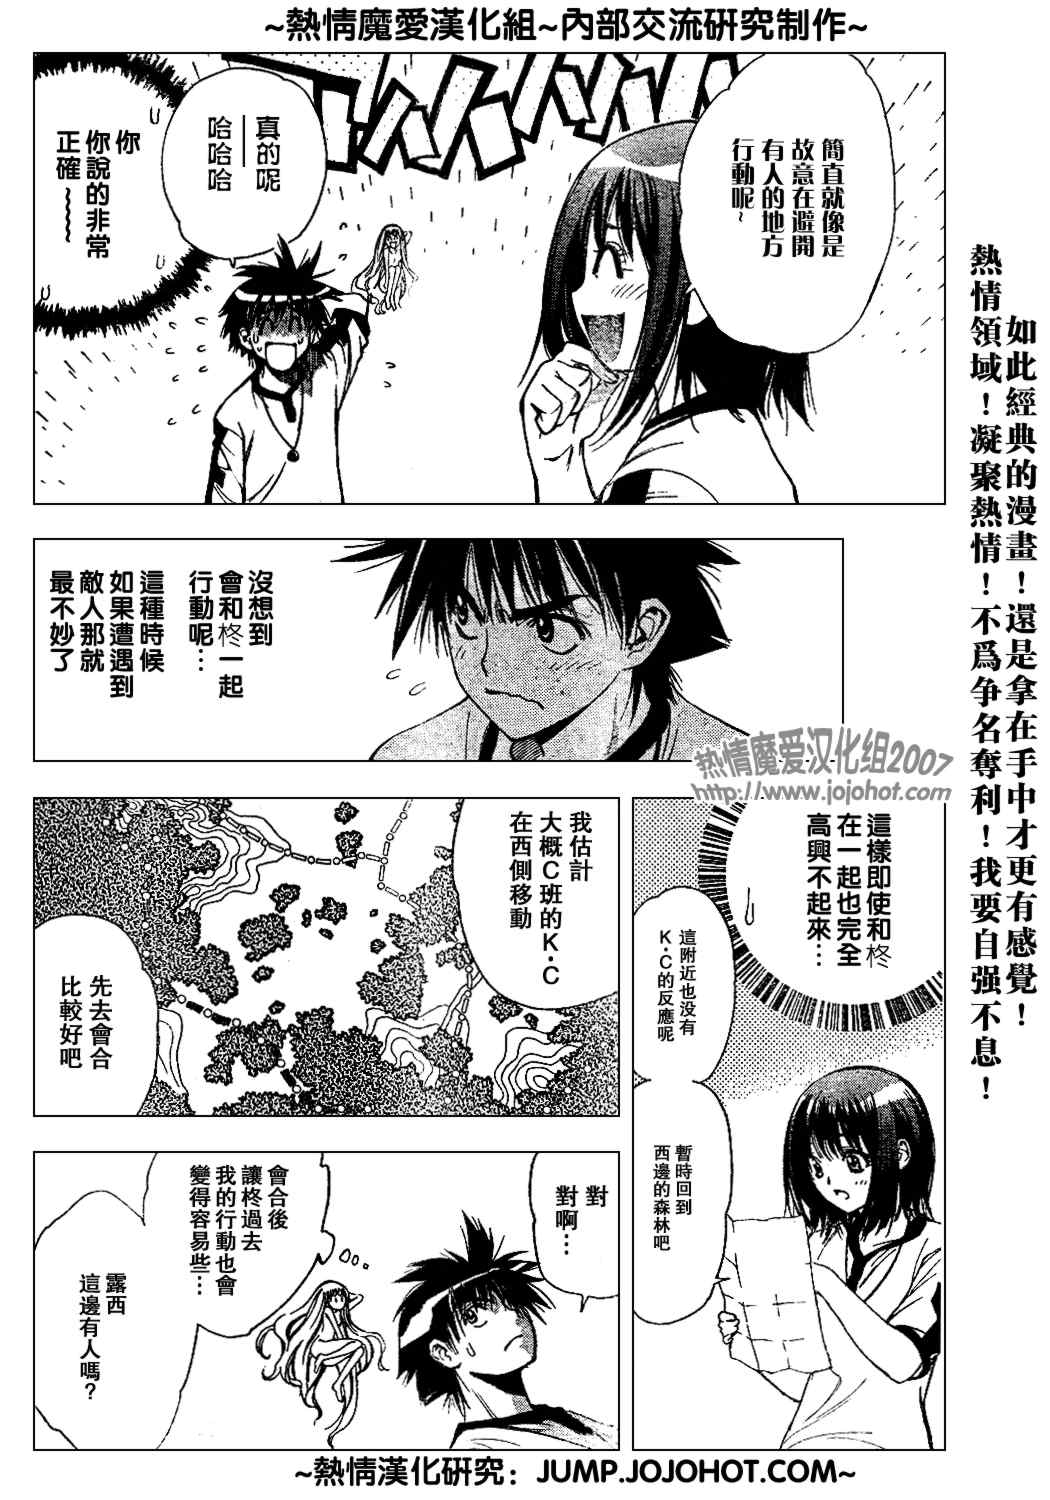 ~熱情魔愛漢化組~內部交流研究制作~
簡直就像是
故意在避開
有人的地方
行動呢~
真的呢
哈哈哈
你
你說的非常
正確~~~~
沒想到
會和柊一起
行動呢…
這種時候
如果遭遇到
敵人那就
最不妙了
熱情魔爱汉化组2007
http://www.jojohot.com
這樣即使和柊
在一起也完全
高興不起來…
這附近也没有
K·C的反應呢
暫時回到
西邊的森林吧
我估計
大概C班的K·C
在西側移動
先去會合
比較好吧
對
對啊…
會合後
讓柊過去
我的行動也會
變得容易些…
露西
這邊有人嗎?
如此經典的漫畫!還是拿在手中才更有感覺!
熱情領域!凝聚熱情!不爲争名奪利!我要自强不息!
~熱情漢化研究：JUMP.JOJOHOT.COM~